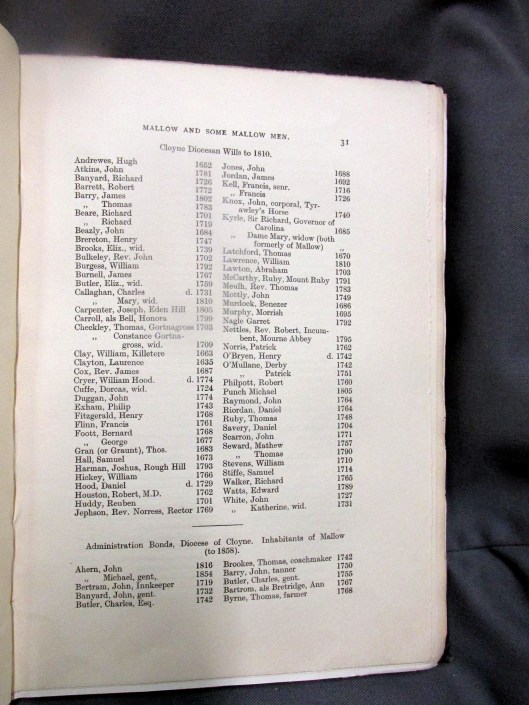 MALLOW AND SOME MALLOW MEN. 31
Cloyne Diocesan Wills to 1810.
Andrewes, Hugh 1652
Atkins, John 1781
Banyard, Richard 1726
Barrett, Robert 1772
Barry, James 1802
„ Thomas 1783
Beare, Richard 1701
„ Richard 1719
Beazly, John 1684
Brereton, Henry 1747
Brooks, Eliz., wid. 1739
Bulkeley, Rev. John 1702
Burgess, William 1792
Burnell, James 1767
Butler, Eliz., wid. 1759
Callaghan, Charles d. 1731
„ Mary, wid. 1810
Carpenter, Joseph, Eden Hill 1805
Carroll, als Bell, Honora 1799
Checkley, Thomas, Gortnagross 1703
„ Constance Gortna-
gross, wid. 1709
Clay, William, Killetere 1663
Clayton, Laurence 1635
Cox, Rev. James 1687
Cryer, William Hood. d. 1774
Cuffe, Dorcas, wid. 1724
Duggan, John 1774
Exham, Philip 1743
Fitzgerald, Henry 1768
Flinn, Francis 1761
Foott, Bernard 1768
„ George 1677
Gran (or Graunt), Thos. 1683
Hall, Samuel 1673
Harman, Joshua, Rough Hill 1793
Hickey, William 1766
Hood, Daniel d. 1729
Houston, Robert, M.D. 1762
Huddy, Reuben 1701
Jephson, Rev. Norress, Rector 1769
Jones, John 1688
Jordan, James 1692
Kell, Francis, senr. 1716
„ Francis 1726
Knox, John, corporal, Tyr-
awley's Horse 1740
Kyrle, Sir Richard, Governor of
Carolina 1685
„ Dame Mary, widow (both
formerly of Mallow) „
Latchford, Thomas 1670
Lawrence, William 1810
Lawton, Abraham 1703
McCarthy, Ruby, Mount Ruby 1791
Meulh, Rev. Thomas 1783
Mottly, John 1749
Murdock, Benezer 1686
Murphy, Morrish 1695
Nagle Garret 1792
Nettles, Rev. Robert, Incum-
bent, Mourne Abbey 1795
Norris, Patrick 1762
O'Bryen, Henry d. 1742
O'Mullane, Derby 1742
„ Patrick 1751
Philpott, Robert 1760
Punch Michael 1805
Raymond, John 1764
Riordan, Daniel 1764
Ruby, Thomas 1748
Savery, Daniel 1704
Scarron, John 1771
Seward, Mathew 1757
„ Thomas 1790
Stevens, William 1710
Stiffe, Samuel 1714
Walker, Richard 1765
Watts, Edward 1789
White, John 1727
„ Katherine, wid. 1731
Administration Bonds, Diocese of Cloyne. Inhabitants of Mallow
(to 1858).
Ahern, John 1816
„ Michael, gent, 1854
Bertram, John, Innkeeper 1719
Banyard, John, gent. 1732
Butler, Charles, Esq. 1742
Brookes, Thomas, coachmaker 1742
Barry, John, tanner 1750
Butler, Charles, gent. 1755
Bartrom, als Bretridge, Ann 1767
Byrne, Thomas, farmer 1768